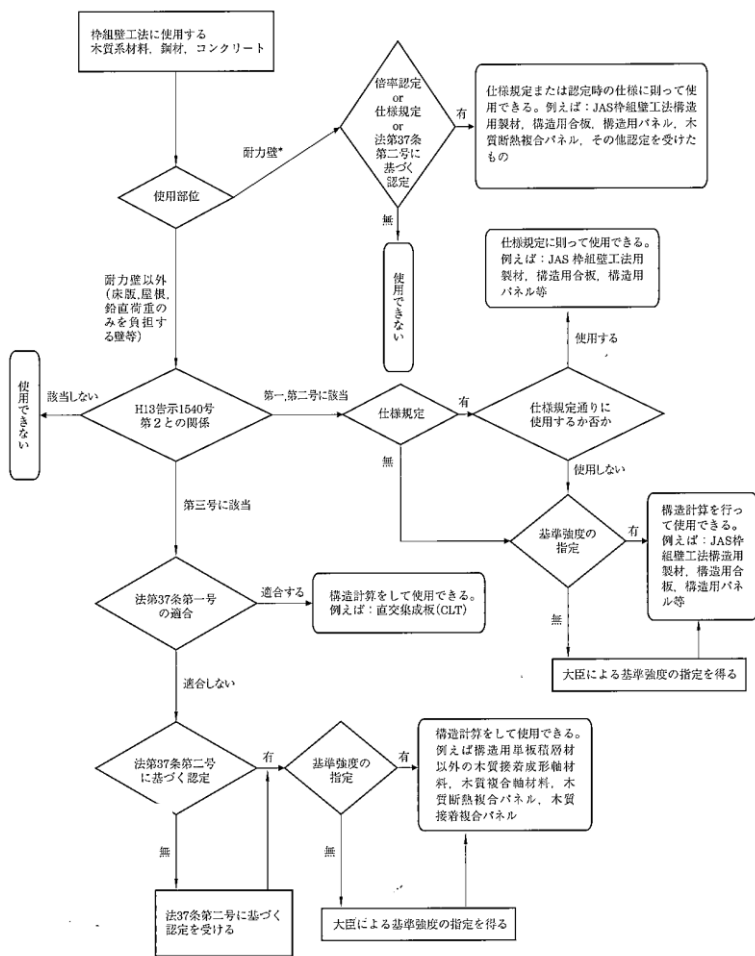 枠組壁工法に使用する
木質系材料，鋼材，コンクリート
使用部位
耐力壁*
倍率認定
or
仕様規定
or
法第37条
第二号に
基づく
認定
有
仕様規定または認定時の仕様に則って使
用できる。例えば：JAS枠組壁工法構造
用製材，構造用合板，構造用パネル，木
質断熱複合パネル，その他認定を受けた
もの
無
使用できない
耐力壁以外
(床版,屋根,
鉛直荷重の
みを負担す
る壁等)
仕様規定に則って使用できる。
例えば：JAS 枠組壁工法用
製材，構造用合板，構造用
パネル等
使用する
使用できない
該当しない
H13告示1540号
第２との関係
第一,第二号に該当
仕様規定
有
仕様規定通りに
使用するか否か
無
使用しない
第三号に該当
基準強度の
指定
有
構造計算を行っ
て使用できる。
例えば：JAS枠
組壁工法構造用
製材，構造用合
板，構造用パネ
ル等
法第37条第一号
の適合
適合する
構造計算をして使用できる。
例えば：直交集成板(CLT)
無
大臣による基準強度の指定を得る
適合しない
法第37条第二号
に基づく認定
有
基準強度の
指定
有
構造計算をして使用できる。
例えば構造用単板積層材
以外の木質接着成形軸材
料，木質複合軸材料，木
質断熱複合パネル，木質
接着複合パネル
無
無
法37条第二号に基づく
認定を受ける
大臣による基準強度の指定を得る